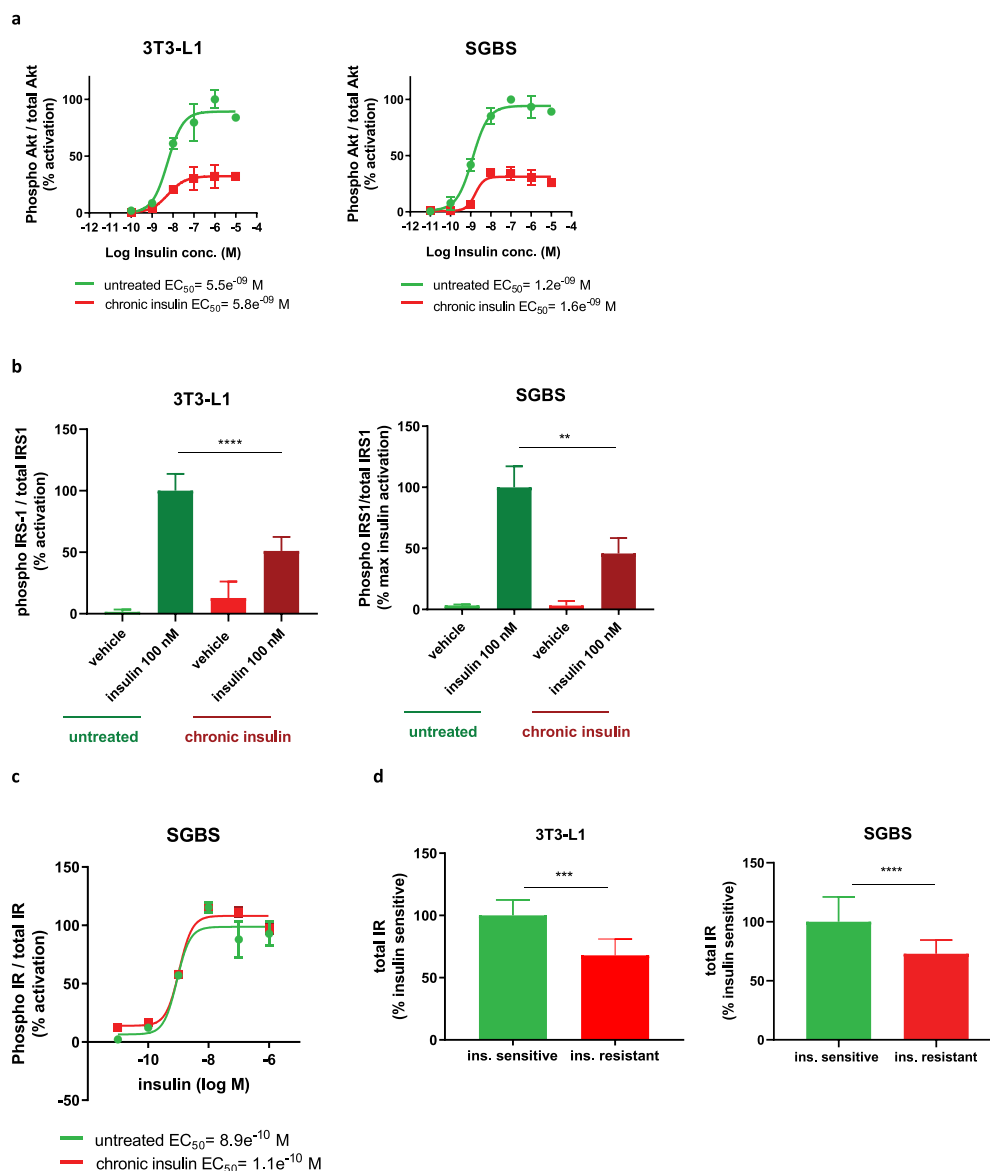 a
3T3-L1
Phospho Akt / total Akt
(% activation)
100
50
0
-12 -11 -10 -9 -8 -7 -6 -5 -4
Log Insulin conc. (M)
untreated EC50= 5.5e-09 M
chronic insulin EC50= 5.8e-09 M
SGBS
Phospho Akt / total Akt
(% activation)
100
50
0
-12 -11 -10 -9 -8 -7 -6 -5 -4
Log Insulin conc. (M)
untreated EC50= 1.2e-09 M
chronic insulin EC50= 1.6e-09 M
b
3T3-L1
phospho IRS-1 / total IRS1
(% activation)
150
100
50
0
****
vehicle
insulin 100 nM
vehicle
insulin 100 nM
untreated
chronic insulin
SGBS
Phospho IRS1/total IRS1
(% max insulin activation)
150
100
50
0
**
vehicle
insulin 100 nM
vehicle
insulin 100 nM
untreated
chronic insulin
c
SGBS
Phospho IR / total IR
(% activation)
150
100
50
0
-50
-10 -8 -6
insulin (log M)
untreated EC50= 8.9e-10 M
chronic insulin EC50= 1.1e-10 M
d
3T3-L1
total IR
(% insulin sensitive)
150
100
50
0
***
ins. sensitive ins. resistant
SGBS
total IR
(% insulin sensitive)
150
100
50
0
****
ins. sensitive ins. resistant